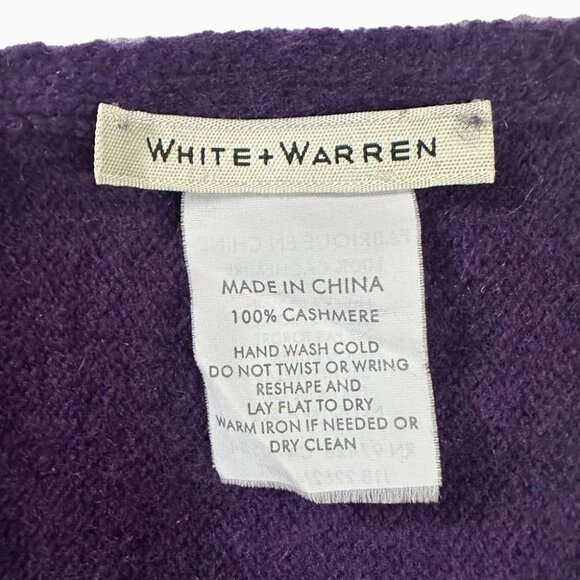 WHITE+WARREN
MADE IN CHINA
100% CASHMERE
HAND WASH COLD
DO NOT TWIST OR WRING
RESHAPE AND
LAY FLAT TO DRY
WARM IRON IF NEEDED OR
DRY CLEAN